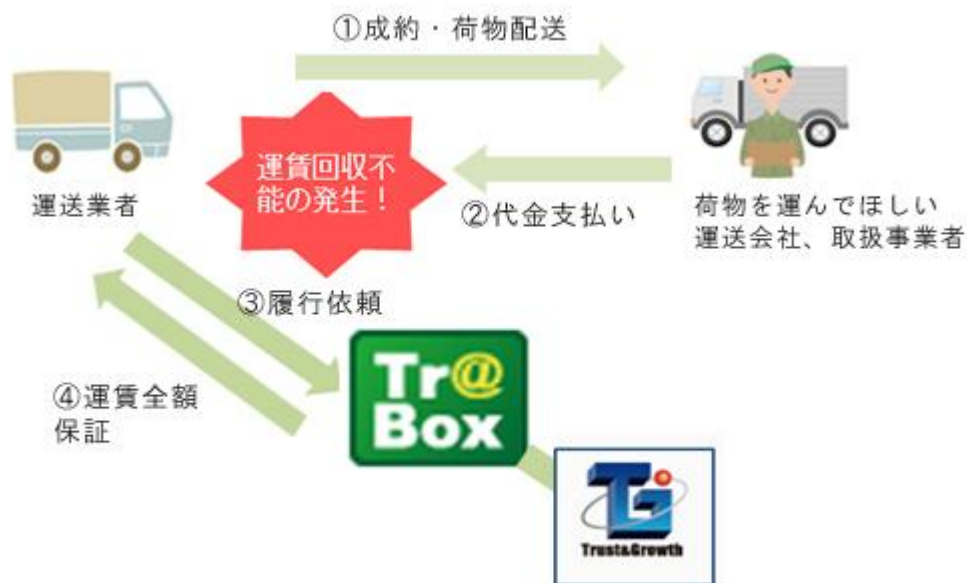 ①成約・荷物配送
運賃回収不
能の発生！
運送業者
②代金支払い
荷物を運んでほしい
運送会社、取扱事業者
③履行依頼
④運賃全額
保証
Tr@
Box
TG
Trust&Growth